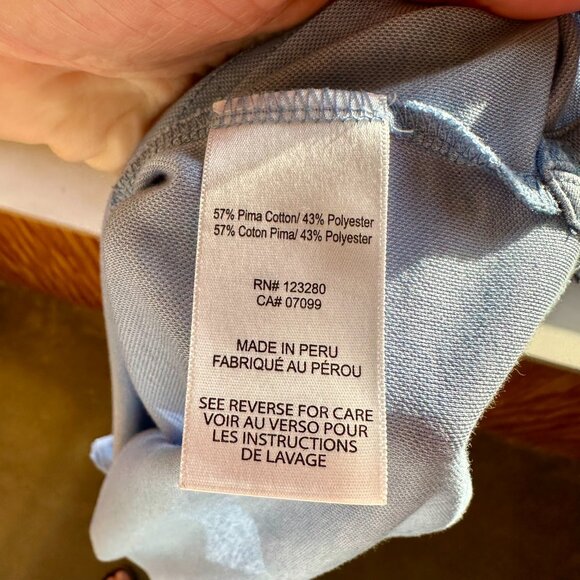 57% Pima Cotton/ 43% Polyester
57% Coton Pima/ 43% Polyester
RN# 123280
CA# 07099
MADE IN PERU
FABRIQUÉ AU PÉROU
SEE REVERSE FOR CARE
VOIR AU VERSO POUR
LES INSTRUCTIONS
DE LAVAGE